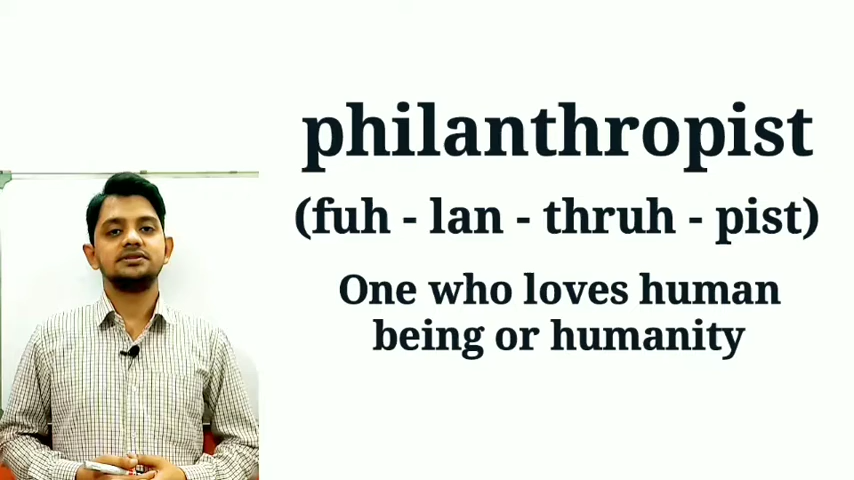 philanthropist
(fuh - lan - thruh - pist)
One who loves human
being or humanity